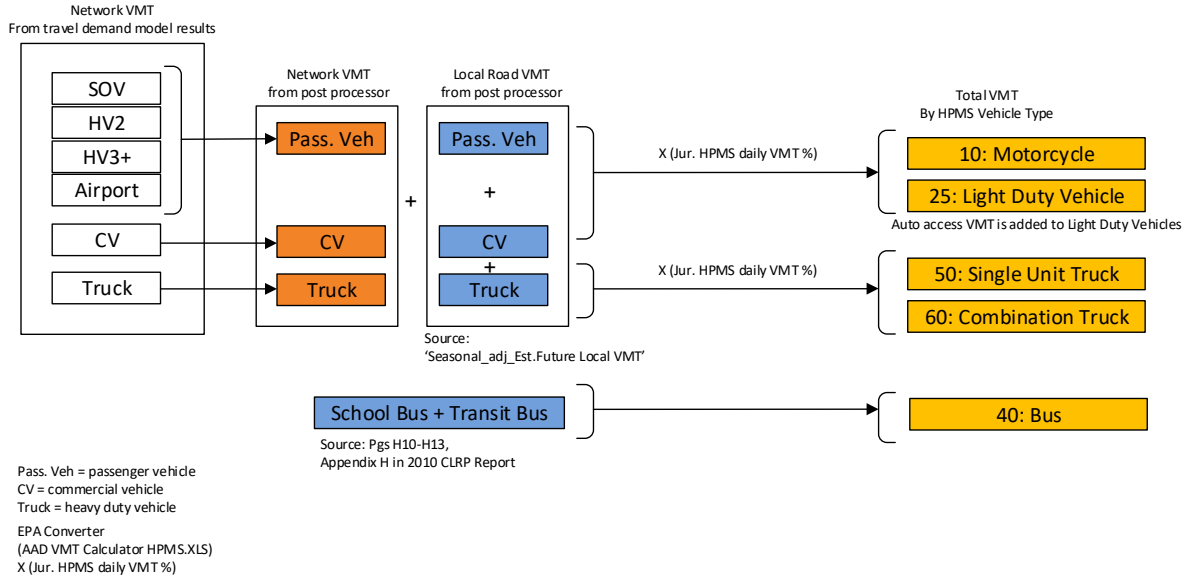 Network VMT
From travel demand model results
SOV
HV2
HV3+
Airport
CV
Truck
Network VMT
from post processor
Pass. Veh
CV
Truck
+
Local Road VMT
from post processor
Pass. Veh
+
CV
+
Truck
Source:
‘Seasonal_adj_Est.Future Local VMT’
X (Jur. HPMS daily VMT %)
X (Jur. HPMS daily VMT %)
Total VMT
By HPMS Vehicle Type
10: Motorcycle
25: Light Duty Vehicle
Auto access VMT is added to Light Duty Vehicles
50: Single Unit Truck
60: Combination Truck
School Bus + Transit Bus
40: Bus
Source: Pgs H10-H13,
Appendix H in 2010 CLRP Report
Pass. Veh = passenger vehicle
CV = commercial vehicle
Truck = heavy duty vehicle
EPA Converter
(AAD VMT Calculator HPMS.XLS)
X (Jur. HPMS daily VMT %)